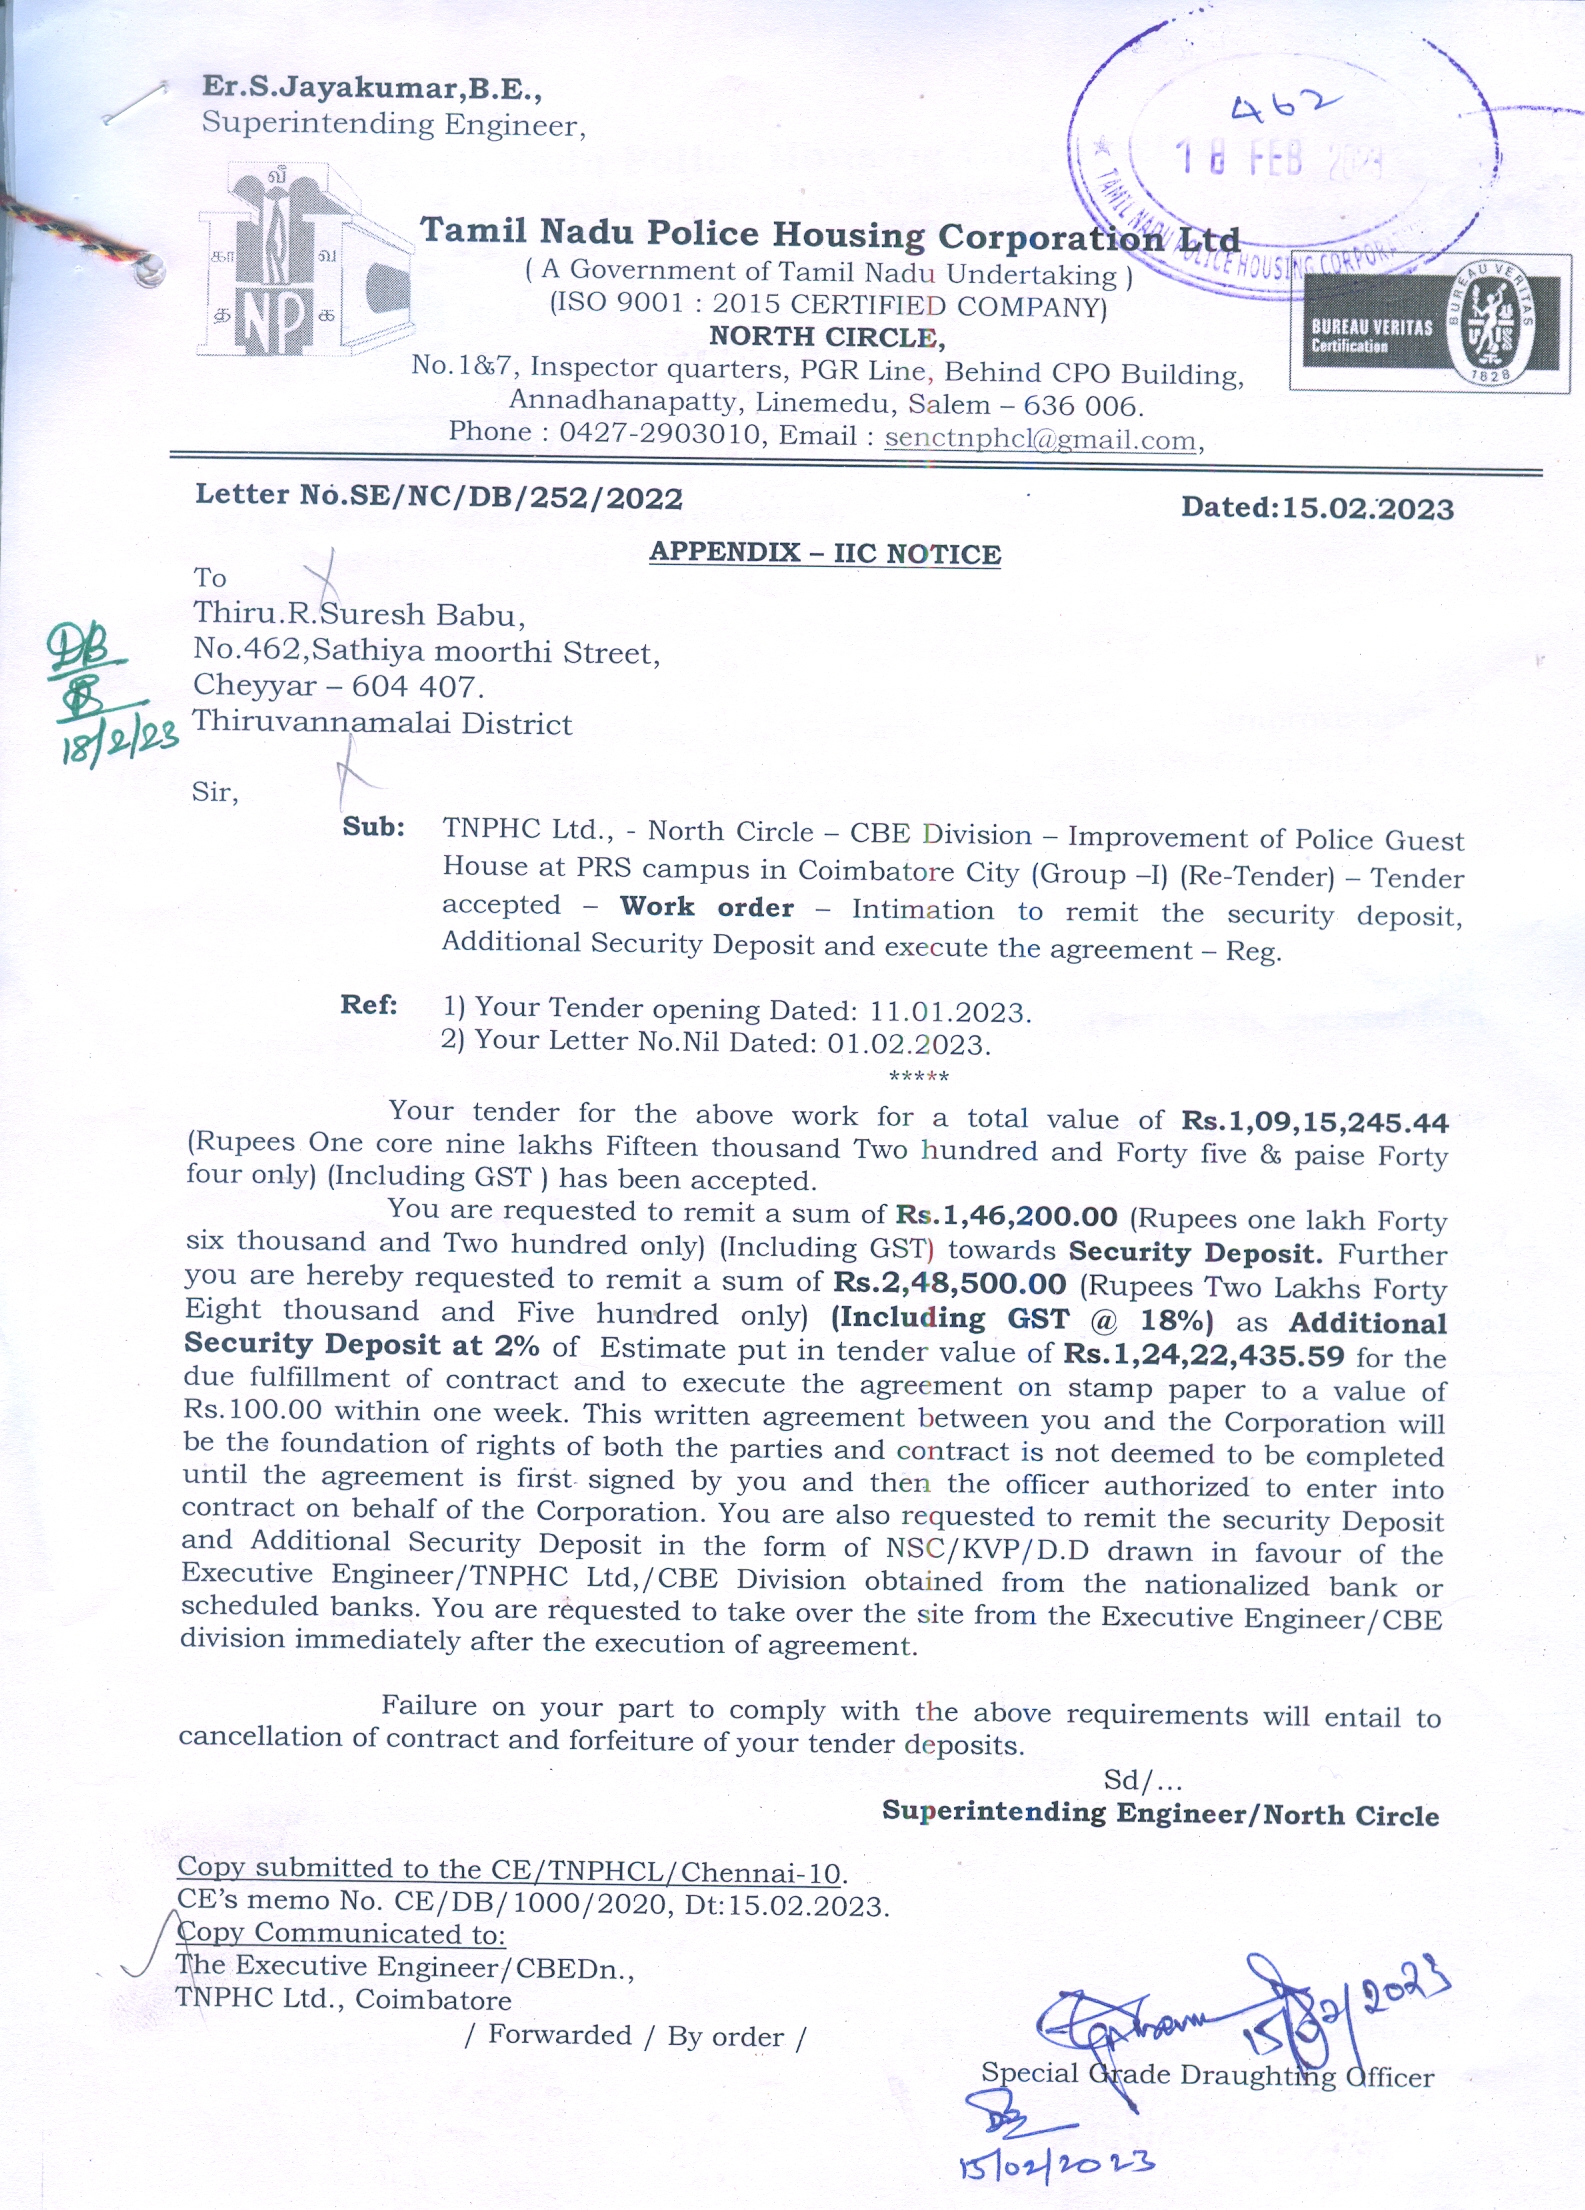 Er.S.Jayakumar,B.E.,
Superintending Engineer,
462
18 FEB 2023
TAMIL NADU POLICE HOUSING CORPORA
வீ
கா வ
த க
NP
Tamil Nadu Police Housing Corporation Ltd
( A Government of Tamil Nadu Undertaking )
(ISO 9001 : 2015 CERTIFIED COMPANY)
NORTH CIRCLE,
No.1&7, Inspector quarters, PGR Line, Behind CPO Building,
Annadhanapatty, Linemedu, Salem – 636 006.
Phone : 0427-2903010, Email : senctnphcl@gmail.com,
BUREAU VERITAS
Certification
BUREAU VERITAS
1828
Letter No.SE/NC/DB/252/2022
Dated:15.02.2023
APPENDIX – IIC NOTICE
To
Thiru.R.Suresh Babu,
No.462,Sathiya moorthi Street,
Cheyyar – 604 407.
Thiruvannamalai District
DB
18/2/23
Sir,
Sub: TNPHC Ltd., - North Circle – CBE Division – Improvement of Police Guest
House at PRS campus in Coimbatore City (Group –I) (Re-Tender) – Tender
accepted – Work order – Intimation to remit the security deposit,
Additional Security Deposit and execute the agreement – Reg.
Ref: 1) Your Tender opening Dated: 11.01.2023.
2) Your Letter No.Nil Dated: 01.02.2023.
*****
Your tender for the above work for a total value of Rs.1,09,15,245.44
(Rupees One core nine lakhs Fifteen thousand Two hundred and Forty five & paise Forty
four only) (Including GST ) has been accepted.
You are requested to remit a sum of Rs.1,46,200.00 (Rupees one lakh Forty
six thousand and Two hundred only) (Including GST) towards Security Deposit. Further
you are hereby requested to remit a sum of Rs.2,48,500.00 (Rupees Two Lakhs Forty
Eight thousand and Five hundred only) (Including GST @ 18%) as Additional
Security Deposit at 2% of Estimate put in tender value of Rs.1,24,22,435.59 for the
due fulfillment of contract and to execute the agreement on stamp paper to a value of
Rs.100.00 within one week. This written agreement between you and the Corporation will
be the foundation of rights of both the parties and contract is not deemed to be completed
until the agreement is first signed by you and then the officer authorized to enter into
contract on behalf of the Corporation. You are also requested to remit the security Deposit
and Additional Security Deposit in the form of NSC/KVP/D.D drawn in favour of the
Executive Engineer/TNPHC Ltd,/CBE Division obtained from the nationalized bank or
scheduled banks. You are requested to take over the site from the Executive Engineer/CBE
division immediately after the execution of agreement.
Failure on your part to comply with the above requirements will entail to
cancellation of contract and forfeiture of your tender deposits.
Sd/...
Superintending Engineer/North Circle
Copy submitted to the CE/TNPHCL/Chennai-10.
CE's memo No. CE/DB/1000/2020, Dt:15.02.2023.
Copy Communicated to:
The Executive Engineer/CBEDn.,
TNPHC Ltd., Coimbatore
/ Forwarded / By order /
15/02/2023
Special Grade Draughting Officer
15/02/2023